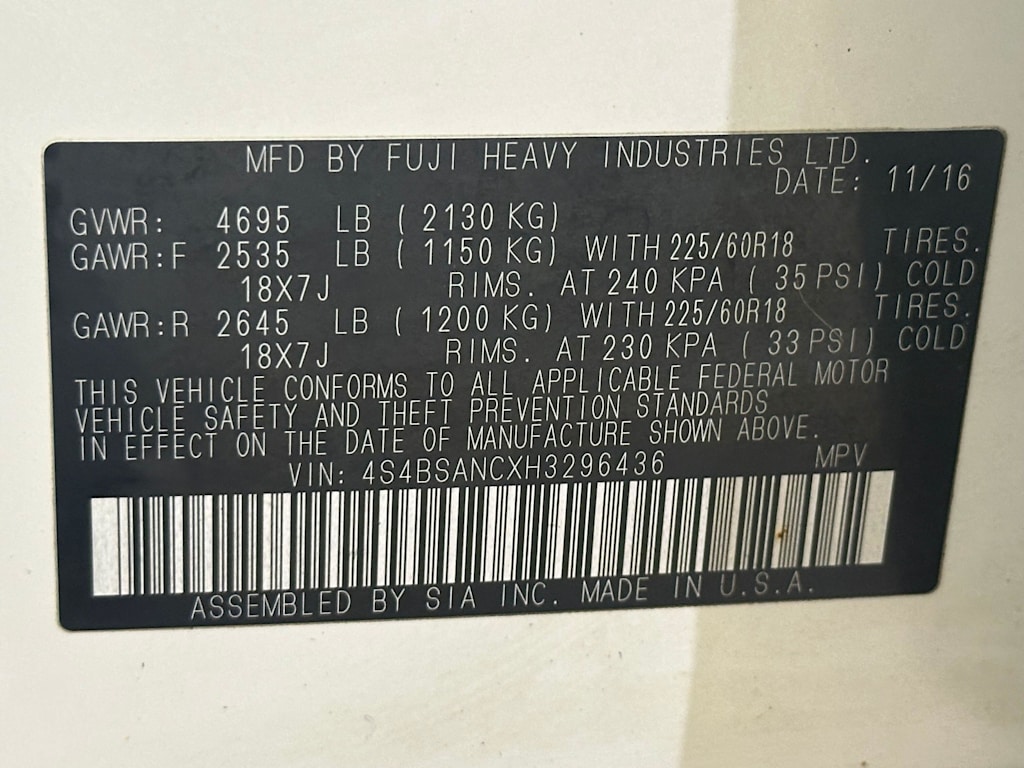 MFD BY FUJI HEAVY INDUSTRIES LTD.
DATE: 11/16
GVWR: 4695 LB ( 2130 KG)
GAWR:F 2535 LB ( 1150 KG) WITH 225/60R18 TIRES.
18X7J RIMS. AT 240 KPA ( 35 PSI) COLD
GAWR:R 2645 LB ( 1200 KG) WITH 225/60R18 TIRES.
18X7J RIMS. AT 230 KPA ( 33 PSI) COLD
THIS VEHICLE CONFORMS TO ALL APPLICABLE FEDERAL MOTOR
VEHICLE SAFETY AND THEFT PREVENTION STANDARDS
IN EFFECT ON THE DATE OF MANUFACTURE SHOWN ABOVE.
VIN: 4S4BSANCXH3296436 MPV
ASSEMBLED BY SIA INC. MADE IN U.S.A.